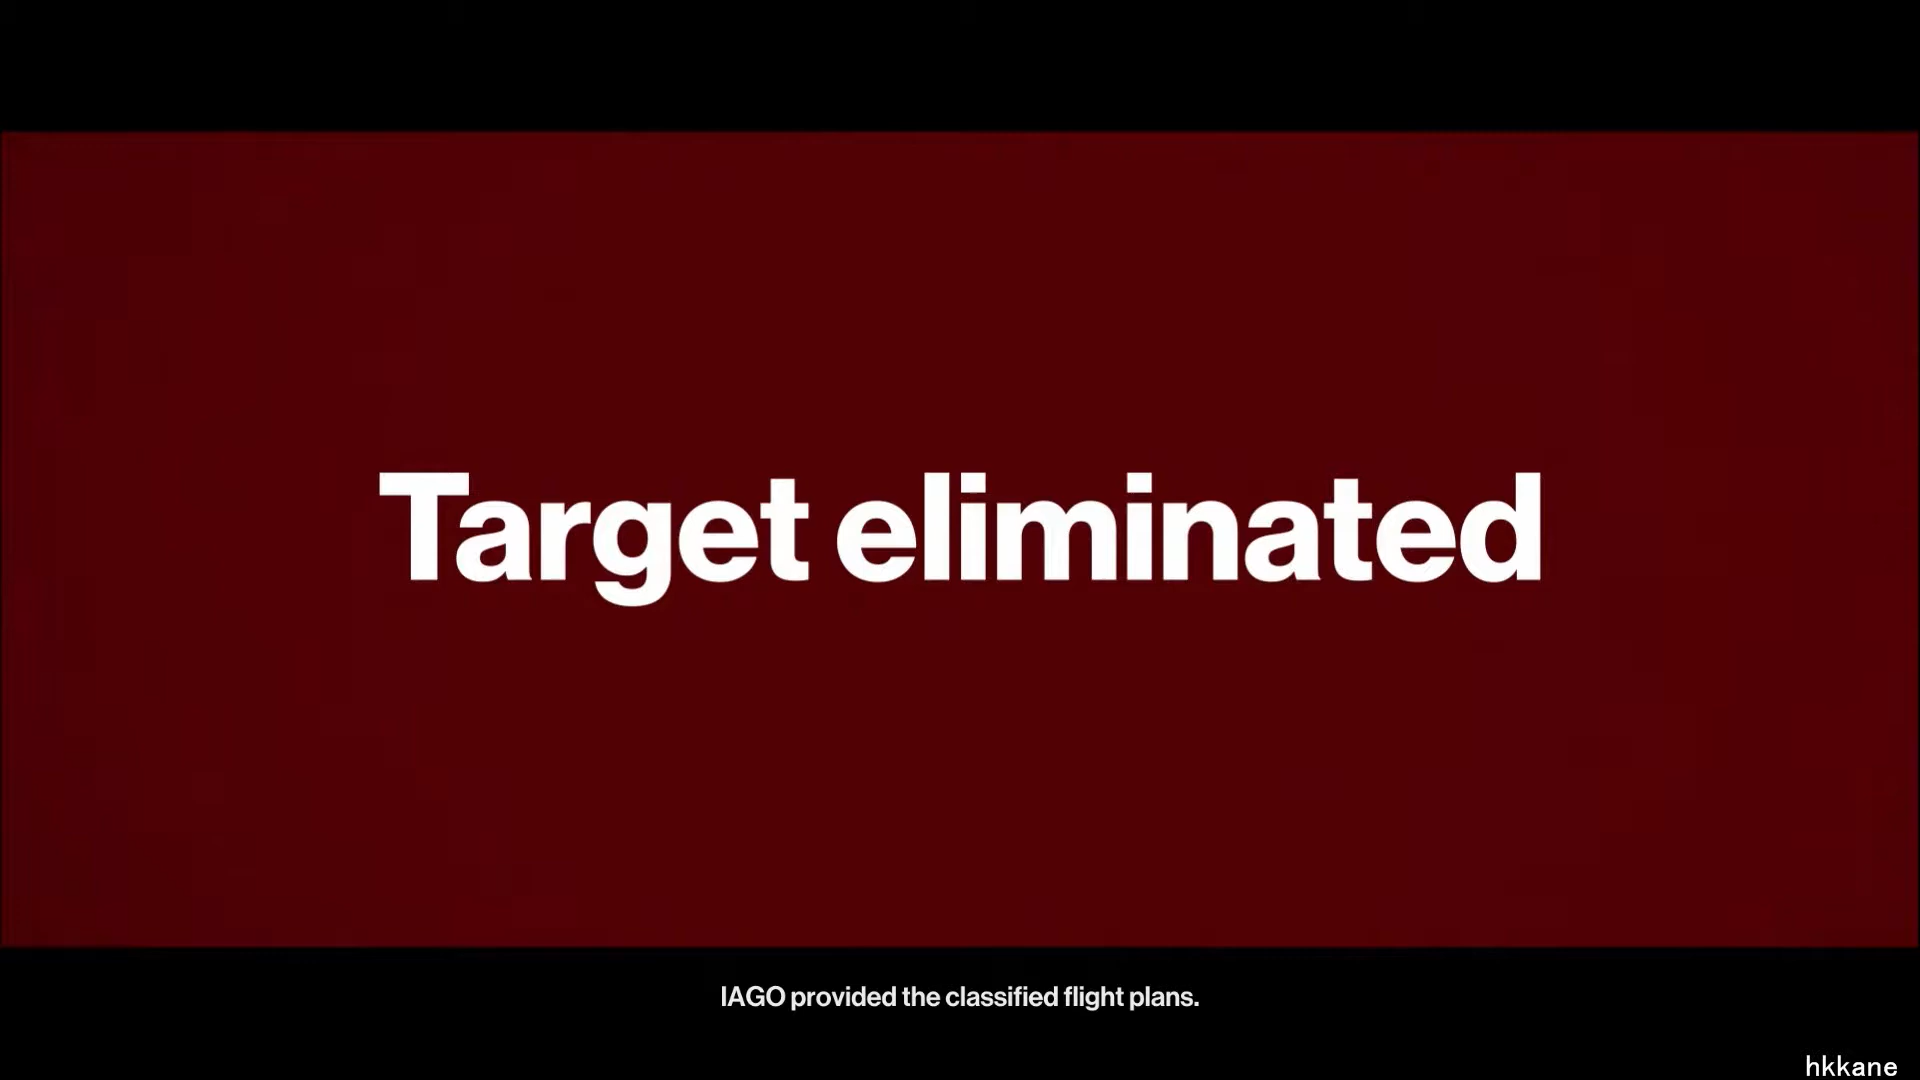 Target eliminated
IAGO provided the classified flight plans.
hkkane